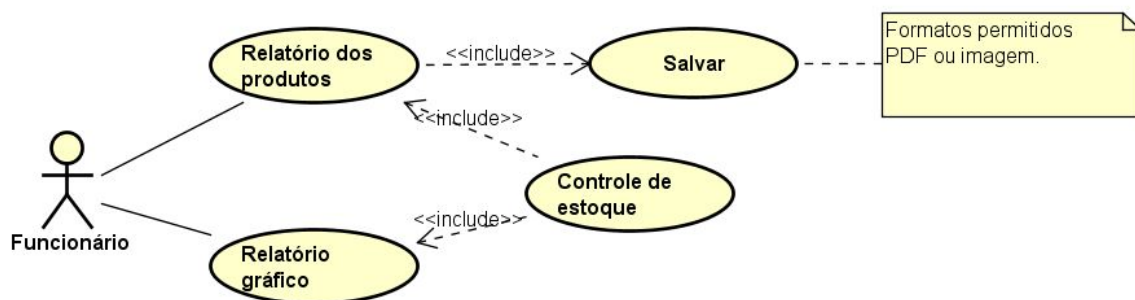 Relatório dos
produtos
<<include>>
Salvar
Formatos permitidos
PDF ou imagem.
<<include>>
Controle de
estoque
<<include>>
Funcionário
Relatório
gráfico